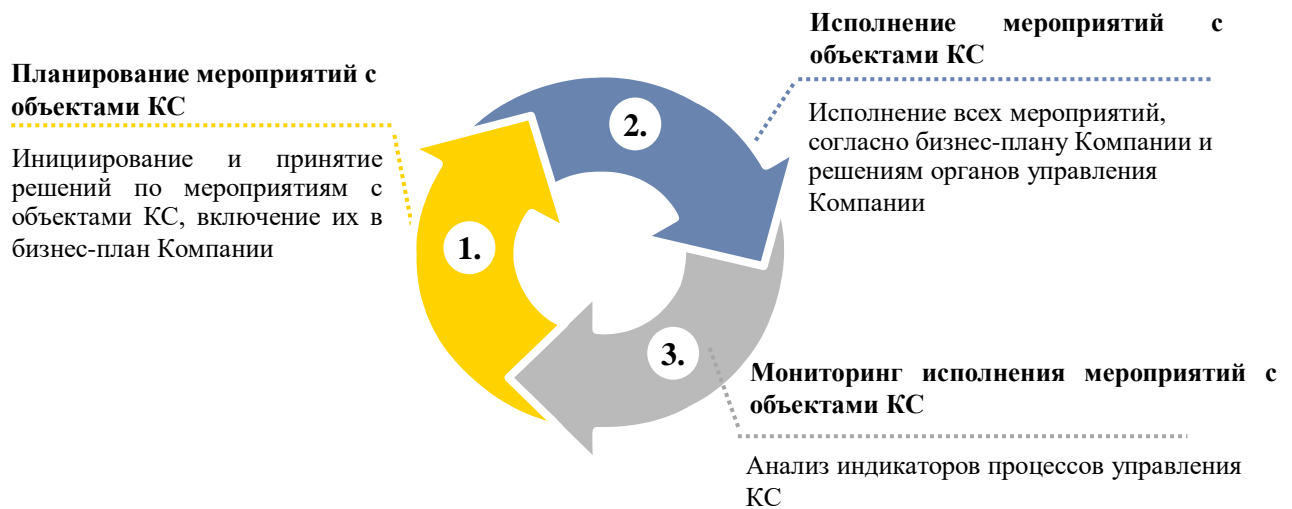 Планирование мероприятий с
объектами КС
Инициирование и принятие
решений по мероприятиям с
объектами КС, включение их в
бизнес-план Компании
1.
2.
Исполнение мероприятий с
объектами КС
Исполнение всех мероприятий,
согласно бизнес-плану Компании и
решениям органов управления
Компании
3.
Мониторинг исполнения мероприятий с
объектами КС
Анализ индикаторов процессов управления
КС